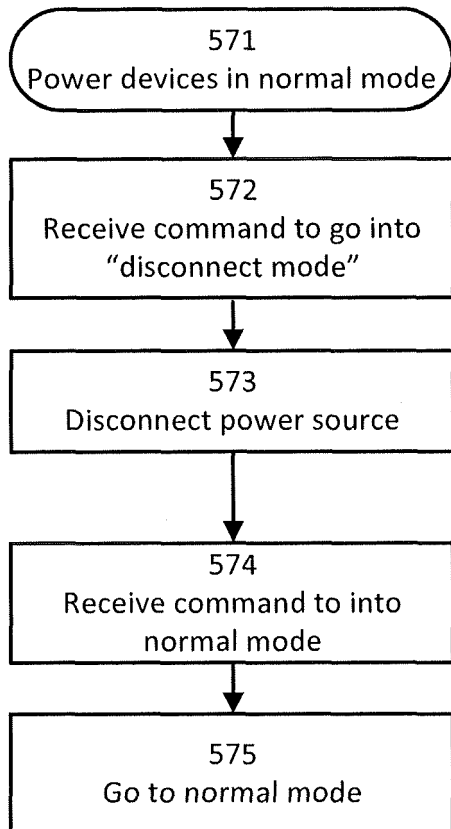 571
Power devices in normal mode
572
Receive command to go into
“disconnect mode”
573
Disconnect power source
574
Receive command to into
normal mode
575
Go to normal mode